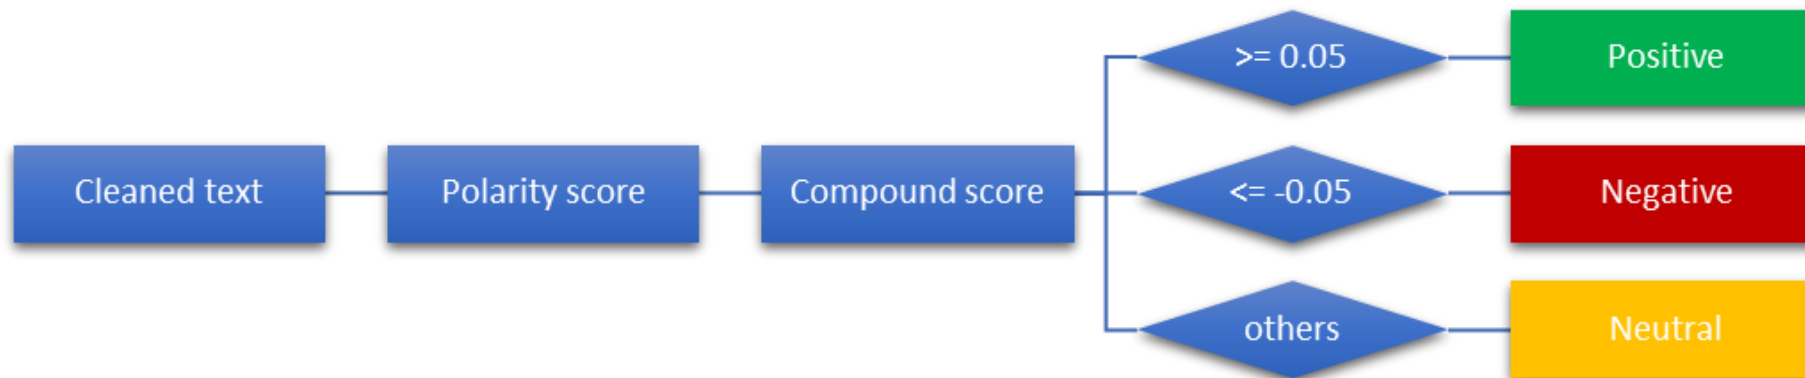 Cleaned text
Polarity score
Compound score
>= 0.05
Positive
<= -0.05
Negative
others
Neutral